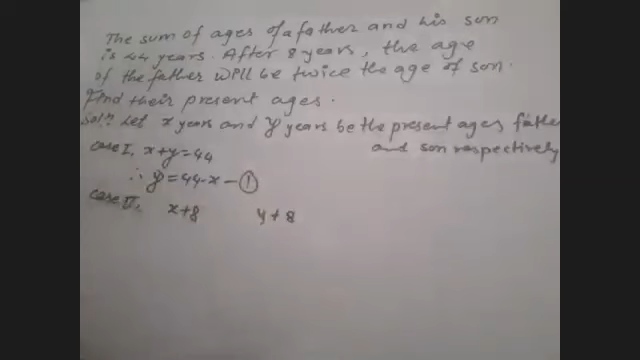 The sum of ages of a father and his son
is 44 years. After 8 years, the age
of the father will be twice the age of son.
Find their present ages.
Solⁿ Let x years and y years be the present ages father
and son respectively
case I, x+y=44
∴ y=44-x - ①
case II, x+8 y+8